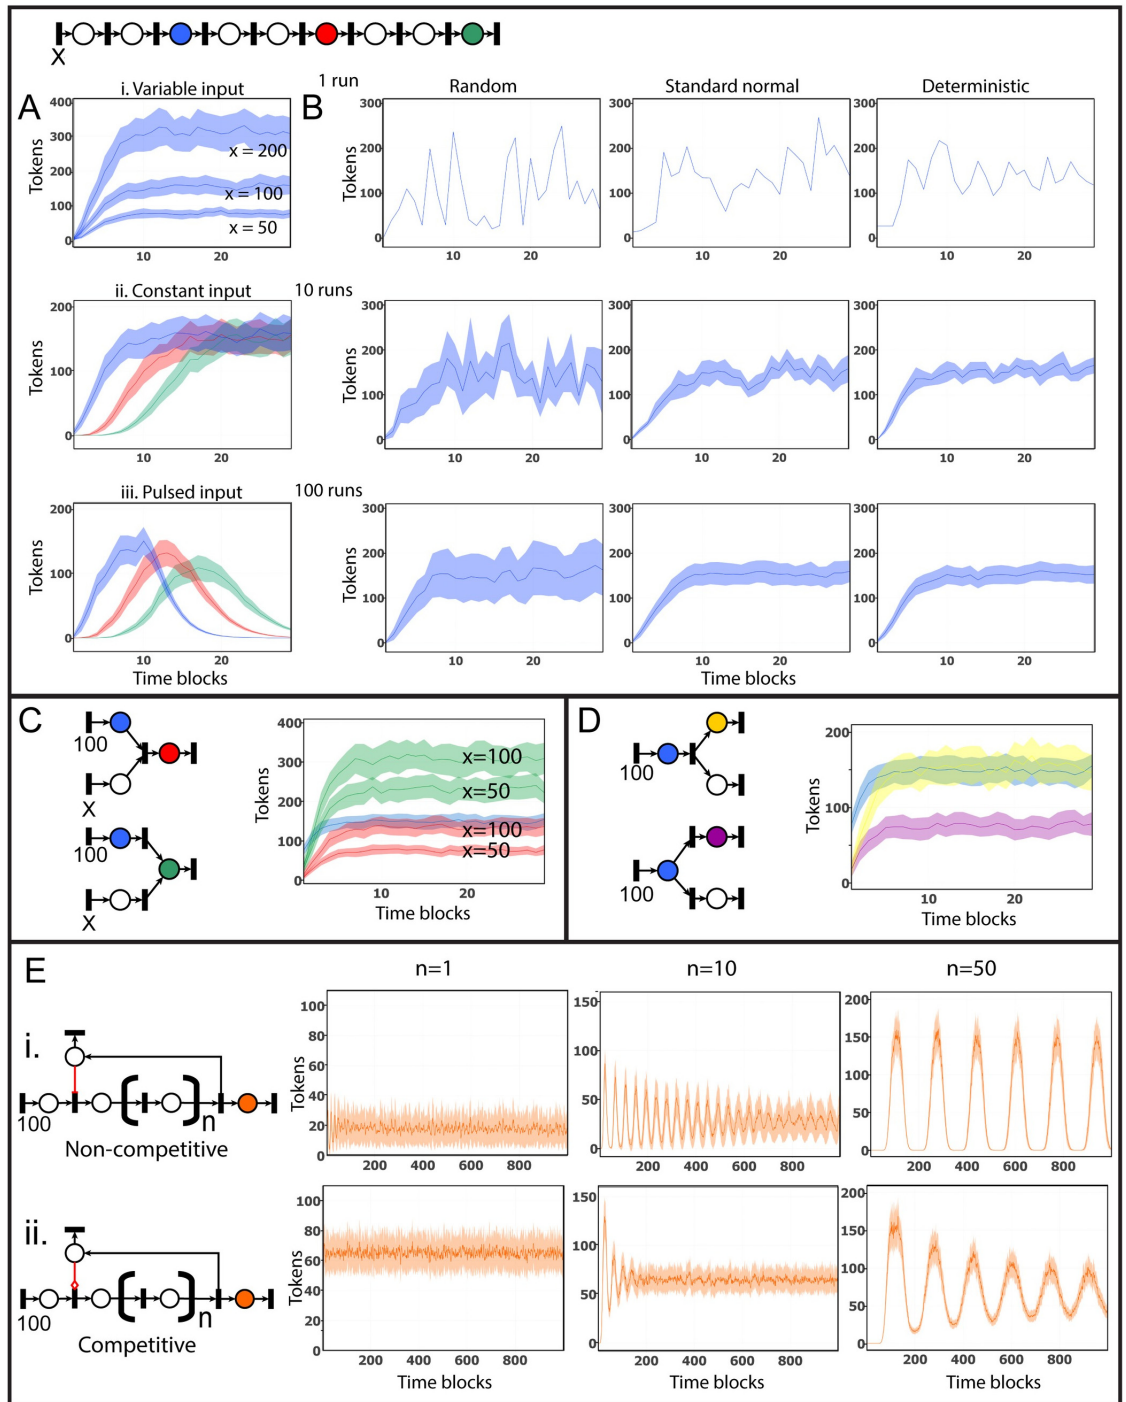 X
A
i. Variable input
400
300
200
100
0
Tokens
x = 200
x = 100
x = 50
10 20
B
1 run
Random
Standard normal
Deterministic
300
200
100
0
Tokens
10 20
300
200
100
0
10 20
300
200
100
0
10 20
ii. Constant input
200
100
0
Tokens
10 20
10 runs
300
200
100
0
Tokens
10 20
300
200
100
0
10 20
300
200
100
0
10 20
iii. Pulsed input
200
100
0
Tokens
10 20
Time blocks
100 runs
300
200
100
0
Tokens
10 20
300
200
100
0
10 20
Time blocks
300
200
100
0
10 20
C
100
X
100
X
400
300
200
100
0
Tokens
x=100
x=50
x=100
x=50
10 20
Time blocks
D
100
100
200
100
0
Tokens
10 20
Time blocks
E
n=1
n=10
n=50
i.
100
n
Non-competitive
100
80
60
40
20
0
Tokens
200 400 600 800
150
100
50
0
200 400 600 800
200
150
100
50
0
200 400 600 800
ii.
100
n
Competitive
100
80
60
40
20
0
Tokens
200 400 600 800
Time blocks
150
100
50
0
200 400 600 800
Time blocks
200
150
100
50
0
200 400 600 800
Time blocks